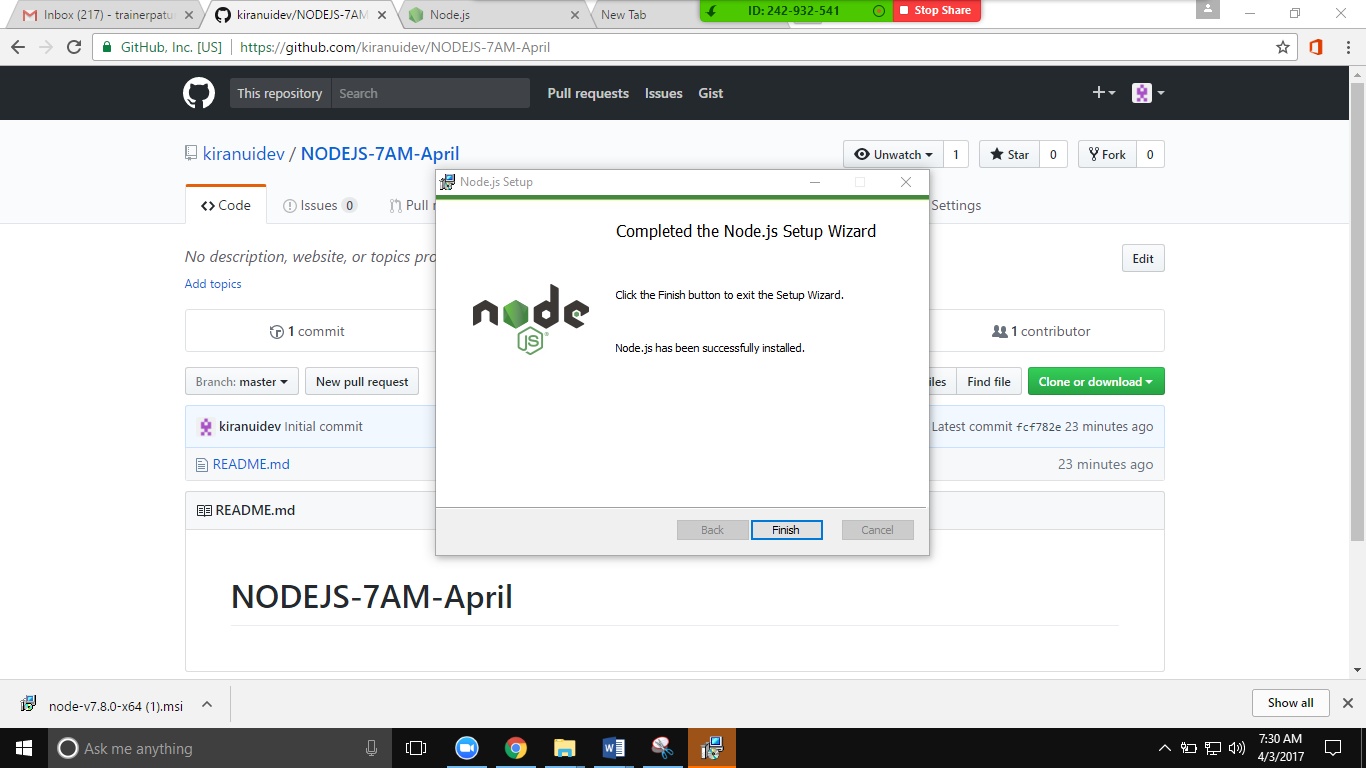 Inbox (217) - trainerpatu
kiranuidev/NODEJS-7AM
Node.js
New Tab
ID: 242-932-541
Stop Share
GitHub, Inc. [US]
https://github.com/kiranuidev/NODEJS-7AM-April
This repository
Search
Pull requests
Issues
Gist
kiranuidev / NODEJS-7AM-April
Unwatch
1
Star
0
Fork
0
Code
Issues 0
Pull r
Settings
Node.js Setup
Completed the Node.js Setup Wizard
Click the Finish button to exit the Setup Wizard.
Node.js has been successfully installed.
node
JS
Back
Finish
Cancel
No description, website, or topics pro
Edit
Add topics
1 commit
1 contributor
Branch: master
New pull request
iles
Find file
Clone or download
kiranuidev Initial commit
Latest commit fcf782e 23 minutes ago
README.md
23 minutes ago
README.md
NODEJS-7AM-April
node-v7.8.0-x64 (1).msi
Show all
Ask me anything
7:30 AM
4/3/2017